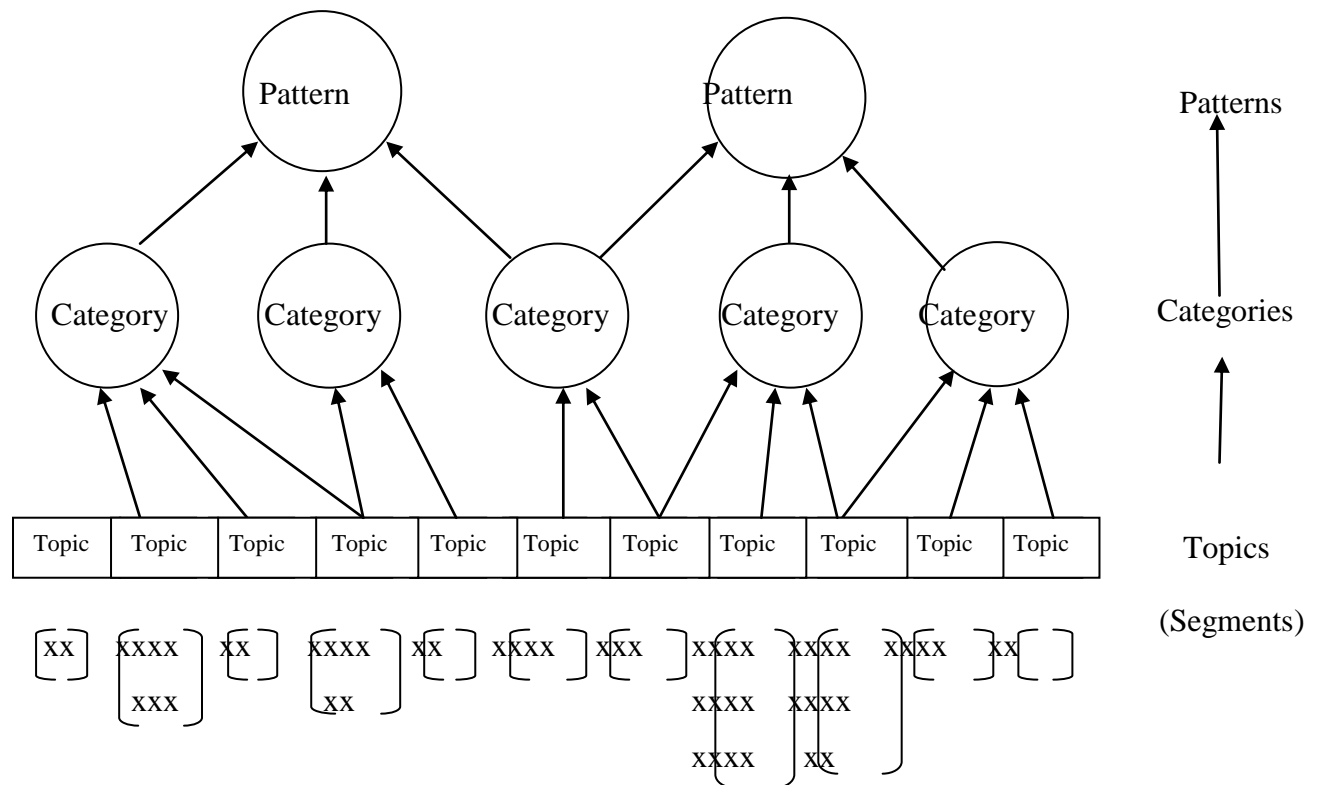 Pattern Pattern Patterns
Category Category Category Category Category Categories
Topic Topic Topic Topic Topic Topic Topic Topic Topic Topic Topic Topics
(Segments)
xx xxxx xx xxxx xx xxxx xxx xxxx xxxx xxxx xx
xxx xx xxxx xxxx
xxxx xx